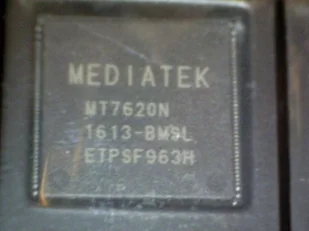 MEDIATEK
MT7620N
1613-BMSL
ETPSF963H